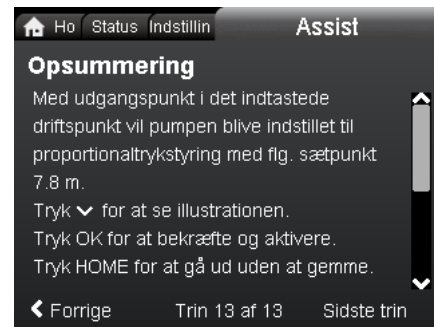 Ho Status Indstillin Assist
Opsummering
Med udgangspunkt i det indtastede
driftspunkt vil pumpen blive indstillet til
proportionaltrykstyring med flg. sætpunkt
7.8 m.
Tryk for at se illustrationen.
Tryk OK for at bekræfte og aktivere.
Tryk HOME for at gå ud uden at gemme.
Forrige Trin 13 af 13 Sidste trin